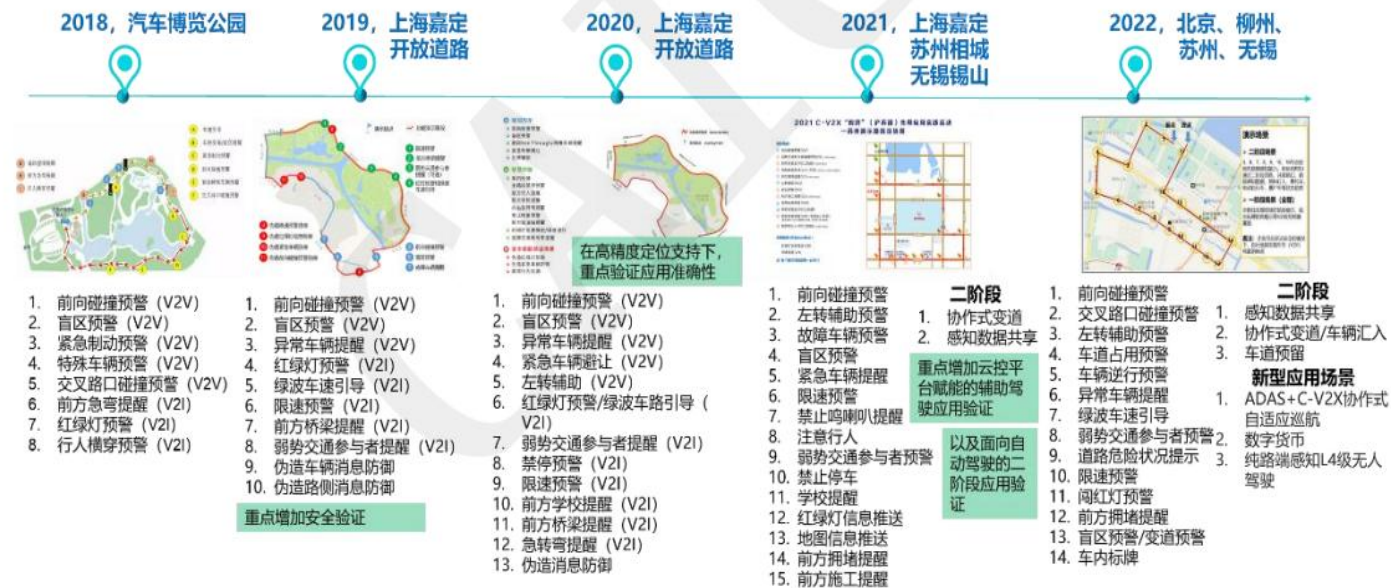 2018，汽车博览公园
2019，上海嘉定
开放道路
2020，上海嘉定
开放道路
2021，上海嘉定
苏州相城
无锡锡山
2022，北京、柳州、
苏州、无锡
1. 前向碰撞预警（V2V）
2. 盲区预警（V2V）
3. 紧急制动预警（V2V）
4. 特殊车辆预警（V2V）
5. 交叉路口碰撞预警（V2V）
6. 前方急弯提醒（V2I）
7. 红绿灯预警（V2I）
8. 行人横穿预警（V2I）
1. 前向碰撞预警（V2V）
2. 盲区预警（V2V）
3. 异常车辆提醒（V2V）
4. 红绿灯预警（V2I）
5. 绿波车速引导（V2I）
6. 限速预警（V2I）
7. 前方桥梁提醒（V2I）
8. 弱势交通参与者提醒（V2I）
9. 伪造车辆消息防御
10. 伪造路侧消息防御
重点增加安全验证
在高精度定位支持下，
重点验证应用准确性
1. 前向碰撞预警（V2V）
2. 盲区预警（V2V）
3. 异常车辆提醒（V2V）
4. 紧急车辆避让（V2V）
5. 左转辅助（V2V）
6. 红绿灯预警/绿波车路引导（
V2I）
7. 弱势交通参与者提醒（V2I）
8. 禁停预警（V2I）
9. 限速预警（V2I）
10. 前方学校提醒（V2I）
11. 前方桥梁提醒（V2I）
12. 急转弯提醒（V2I）
13. 伪造消息防御
1. 前向碰撞预警
2. 左转辅助预警
3. 故障车辆预警
4. 盲区预警
5. 紧急车辆提醒
6. 限速预警
7. 禁止鸣喇叭提醒
8. 注意行人
9. 弱势交通参与者预警
10. 禁止停车
11. 学校提醒
12. 红绿灯信息推送
13. 地图信息推送
14. 前方拥堵提醒
15. 前方施工提醒
二阶段
1. 协作式变道
2. 感知数据共享
重点增加云控平
台赋能的辅助驾
驶应用验证
以及面向自
动驾驶的二
阶段应用验
证
演示场景
1. 前向碰撞预警
2. 交叉路口碰撞预警
3. 左转辅助预警
4. 车道占用预警
5. 车辆逆行预警
6. 异常车辆提醒
7. 绿波车速引导
8. 弱势交通参与者预警
9. 道路危险状况提示
10. 限速预警
11. 闯红灯预警
12. 前方拥堵提醒
13. 盲区预警/变道预警
14. 车内标牌
二阶段
1. 感知数据共享
2. 协作式变道/车辆汇入
3. 车道预留
新型应用场景
1. ADAS+C-V2X协作式
自适应巡航
2. 数字货币
3. 纯路端感知L4级无人
驾驶